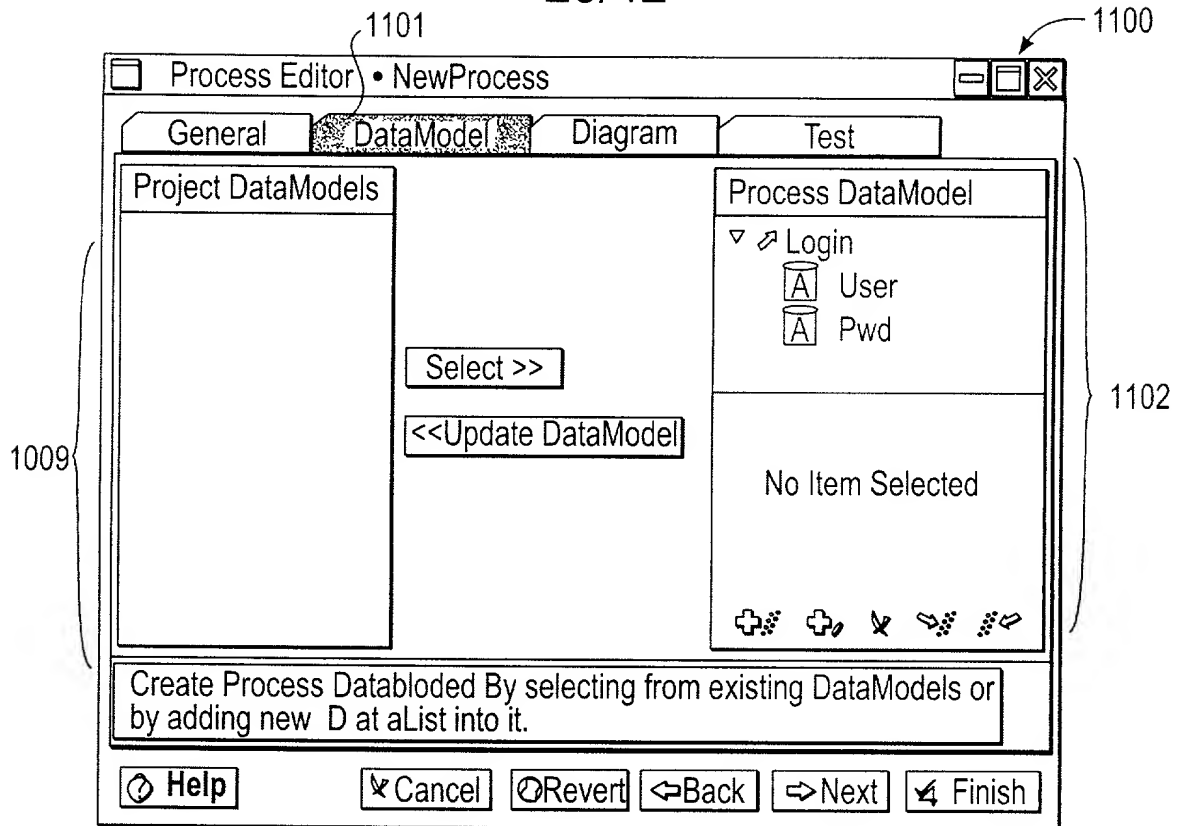 1101
1100
Process Editor • NewProcess
General DataModel Diagram Test
Project DataModels
Process DataModel
Login
A User
A Pwd
Select >>
<<Update DataModel
1102
1009
No Item Selected
Create Process Databloded By selecting from existing DataModels or
by adding new D at aList into it.
? Help Cancel Revert Back Next Finish